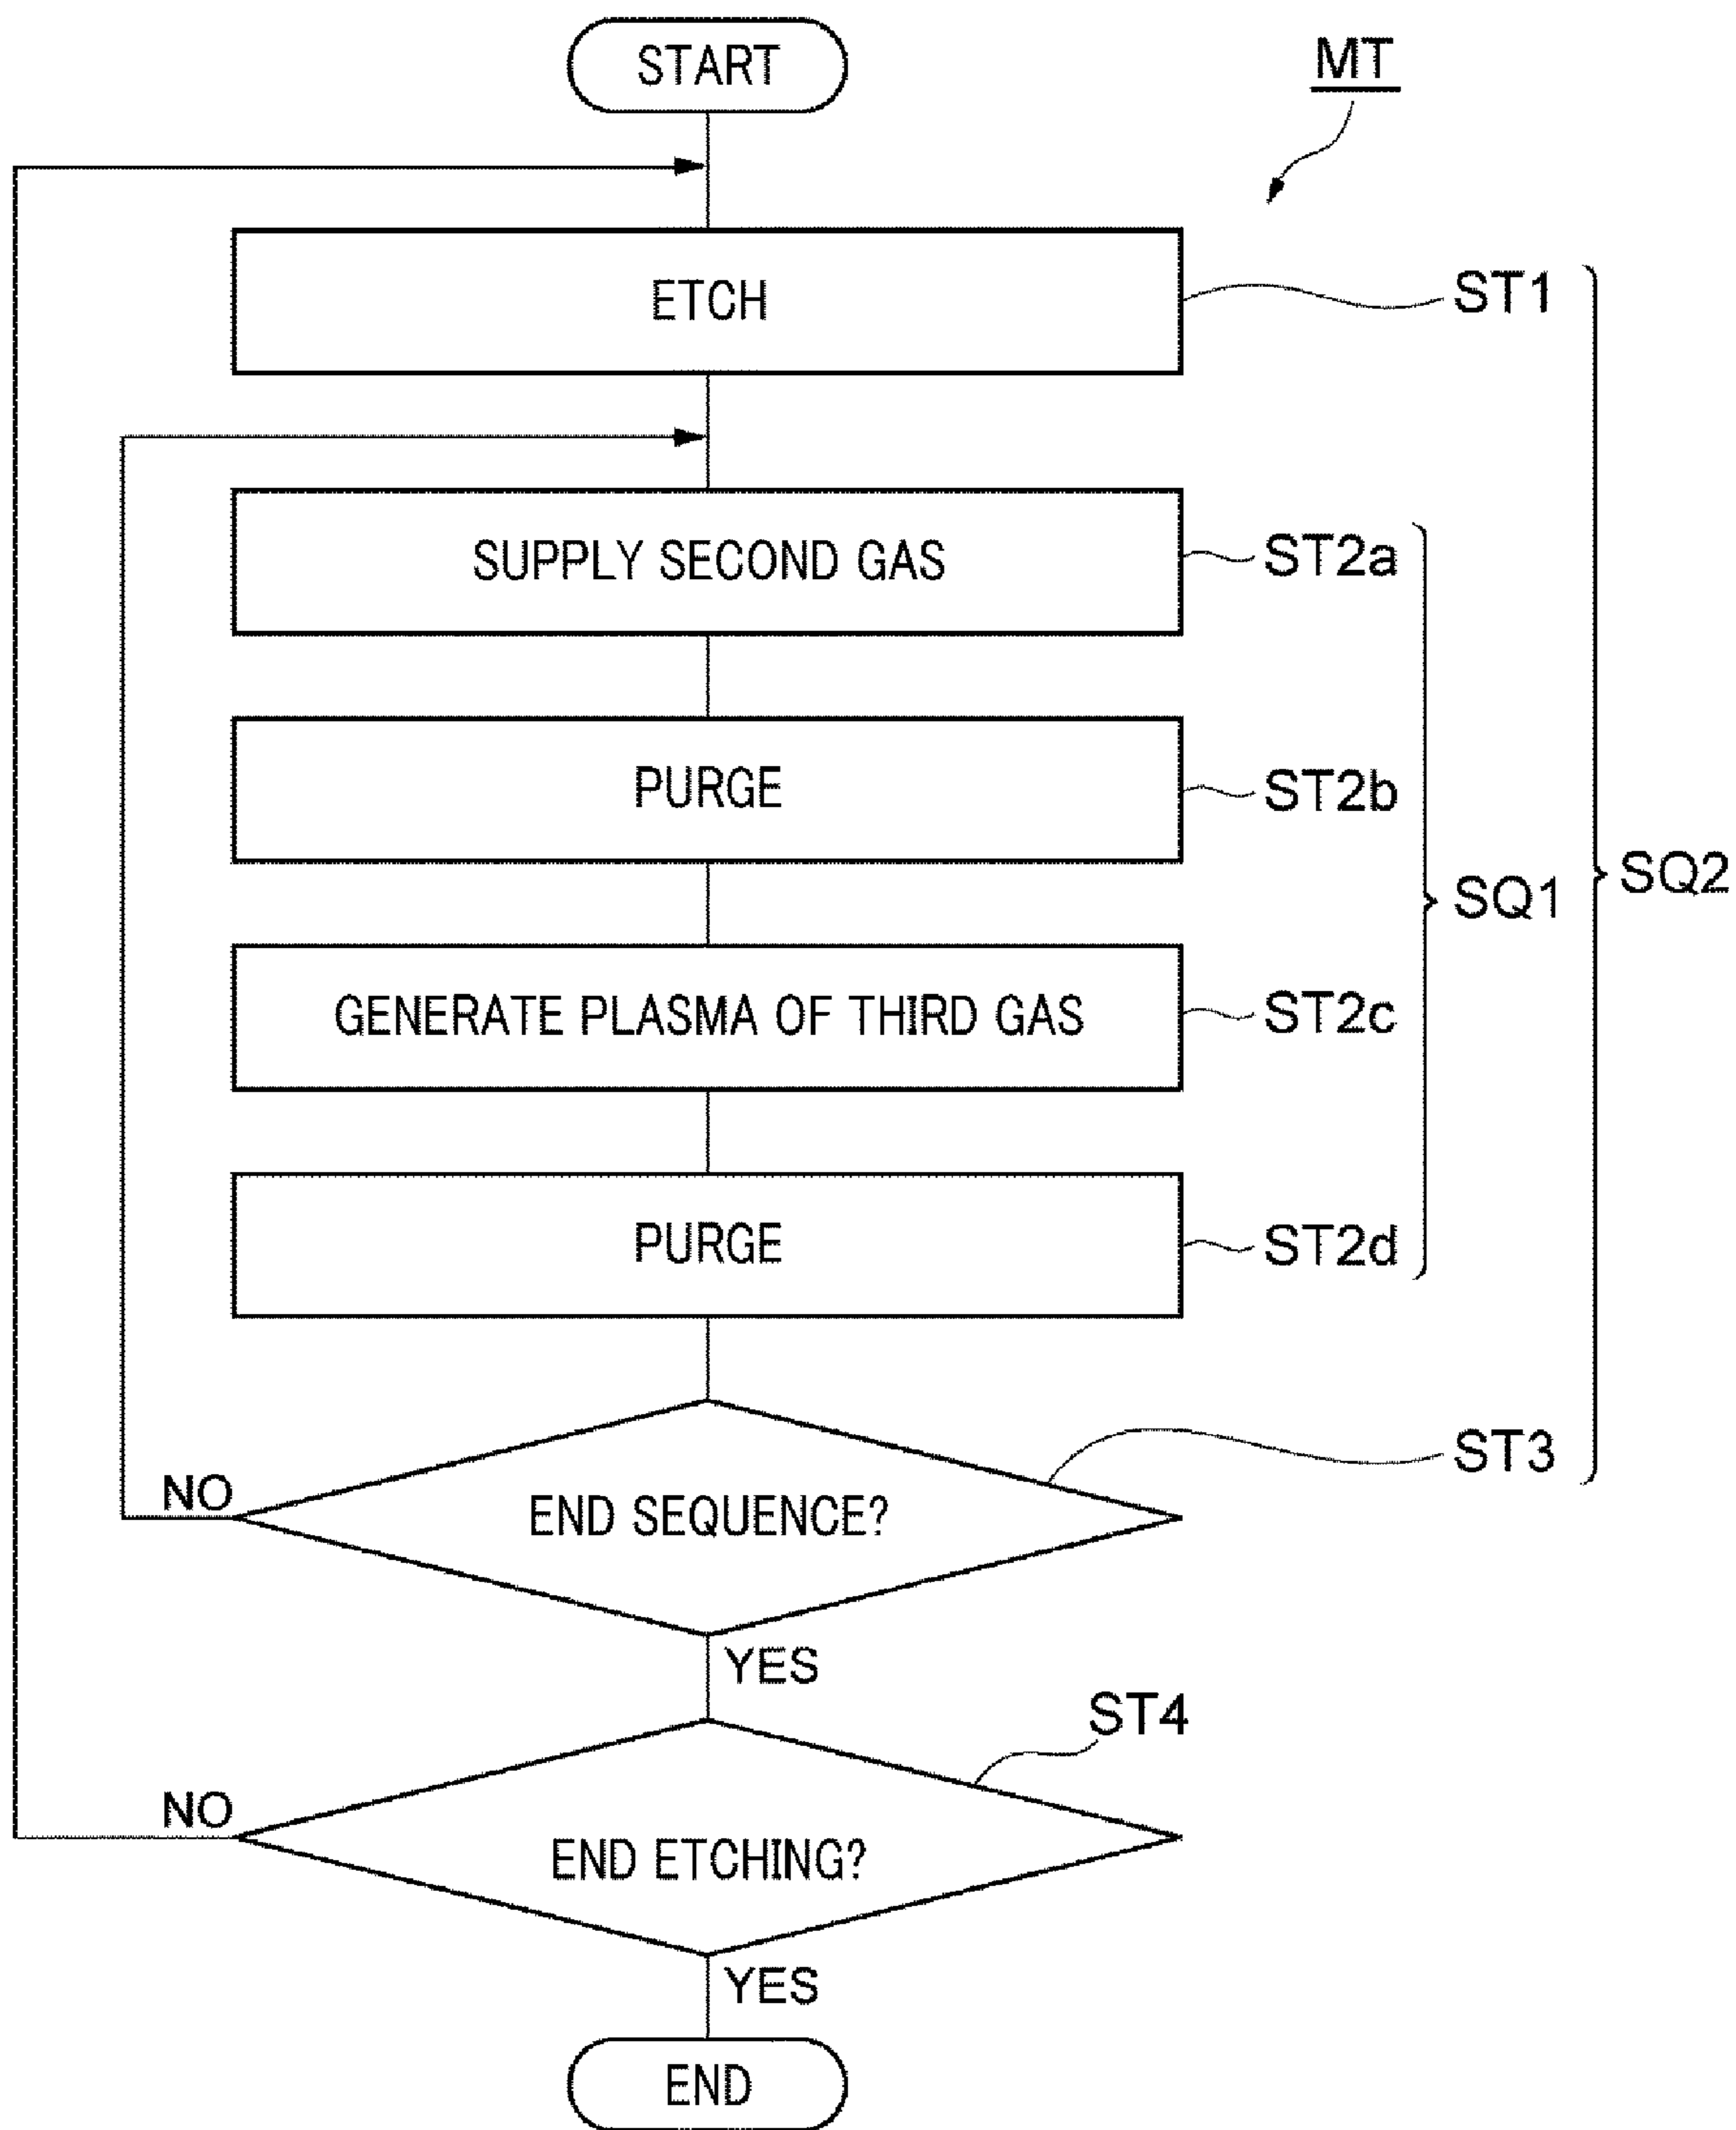 START
MT
ETCH
ST1
SUPPLY SECOND GAS
ST2a
PURGE
ST2b
SQ1
SQ2
GENERATE PLASMA OF THIRD GAS
ST2c
PURGE
ST2d
ST3
NO
END SEQUENCE?
YES
ST4
NO
END ETCHING?
YES
END